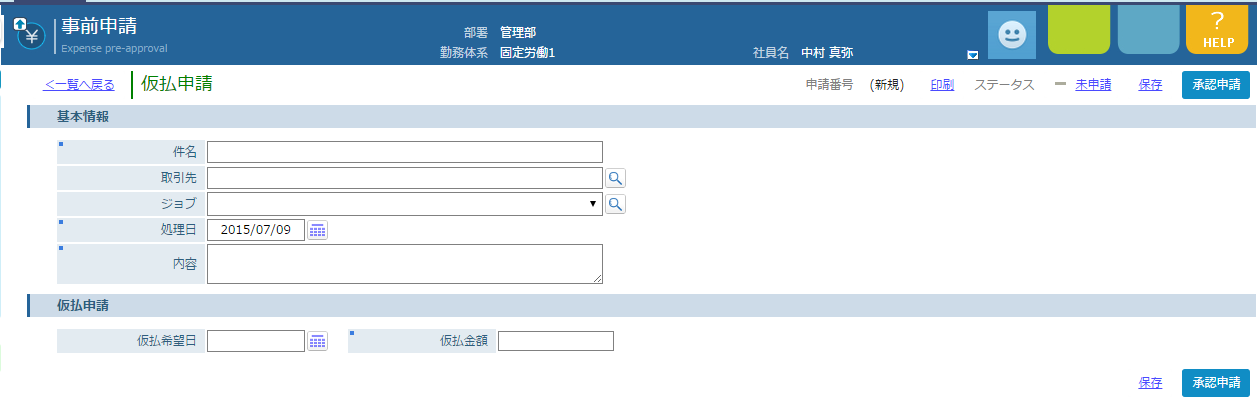 事前申請
Expense pre-approval
部署 管理部
勤務体系 固定労働1
社員名 中村 真弥
?
HELP
<一覧へ戻る 仮払申請 申請番号 (新規) 印刷 ステータス ー 未申請 保存 承認申請
基本情報
件名
取引先
ジョブ
処理日 2015/07/09
内容
仮払申請
仮払希望日 仮払金額
保存 承認申請